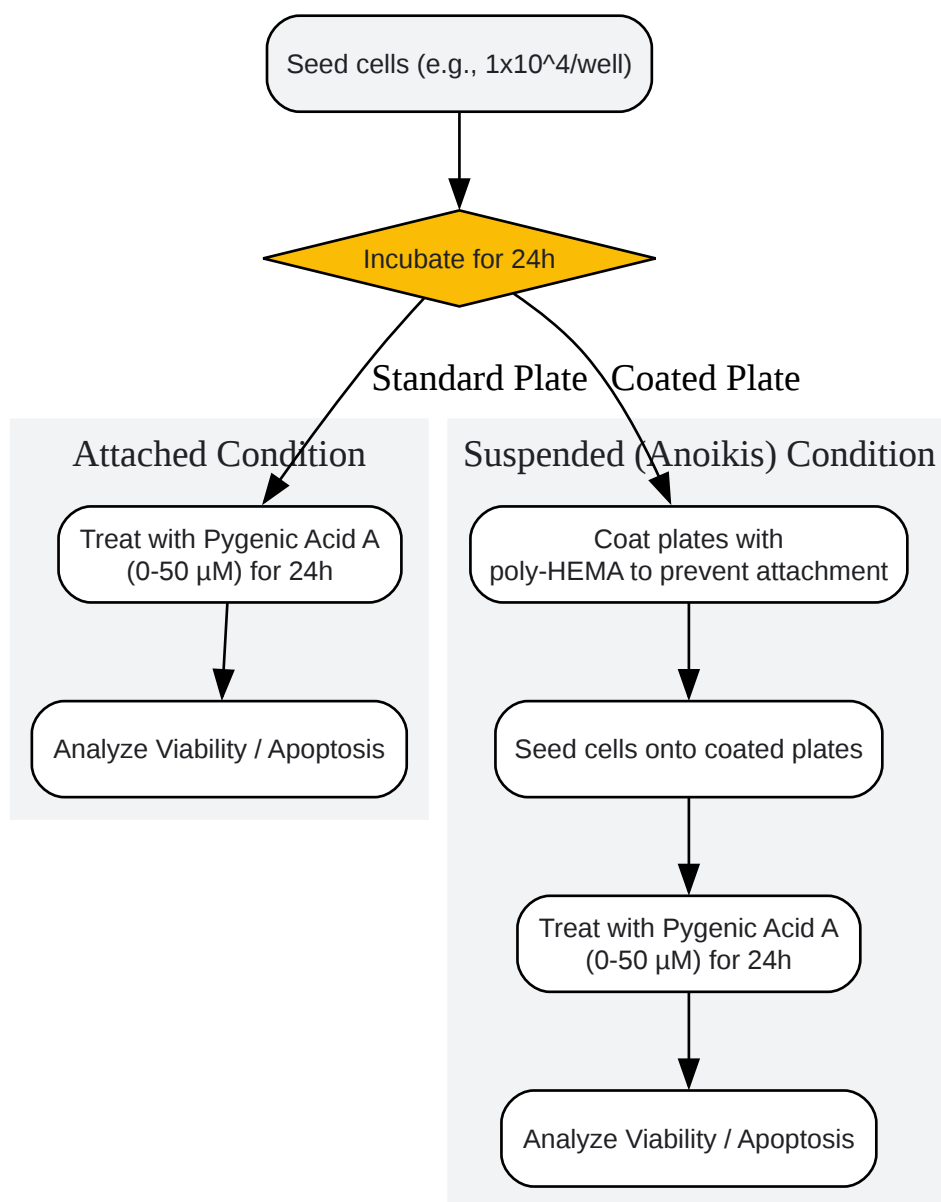 Seed cells (e.g., 1x10^4/well)
Incubate for 24h
Standard Plate
Coated Plate
Attached Condition
Treat with Pygenic Acid A
(0-50 µM) for 24h
Analyze Viability / Apoptosis
Suspended (Anoikis) Condition
Coat plates with
poly-HEMA to prevent attachment
Seed cells onto coated plates
Treat with Pygenic Acid A
(0-50 µM) for 24h
Analyze Viability / Apoptosis